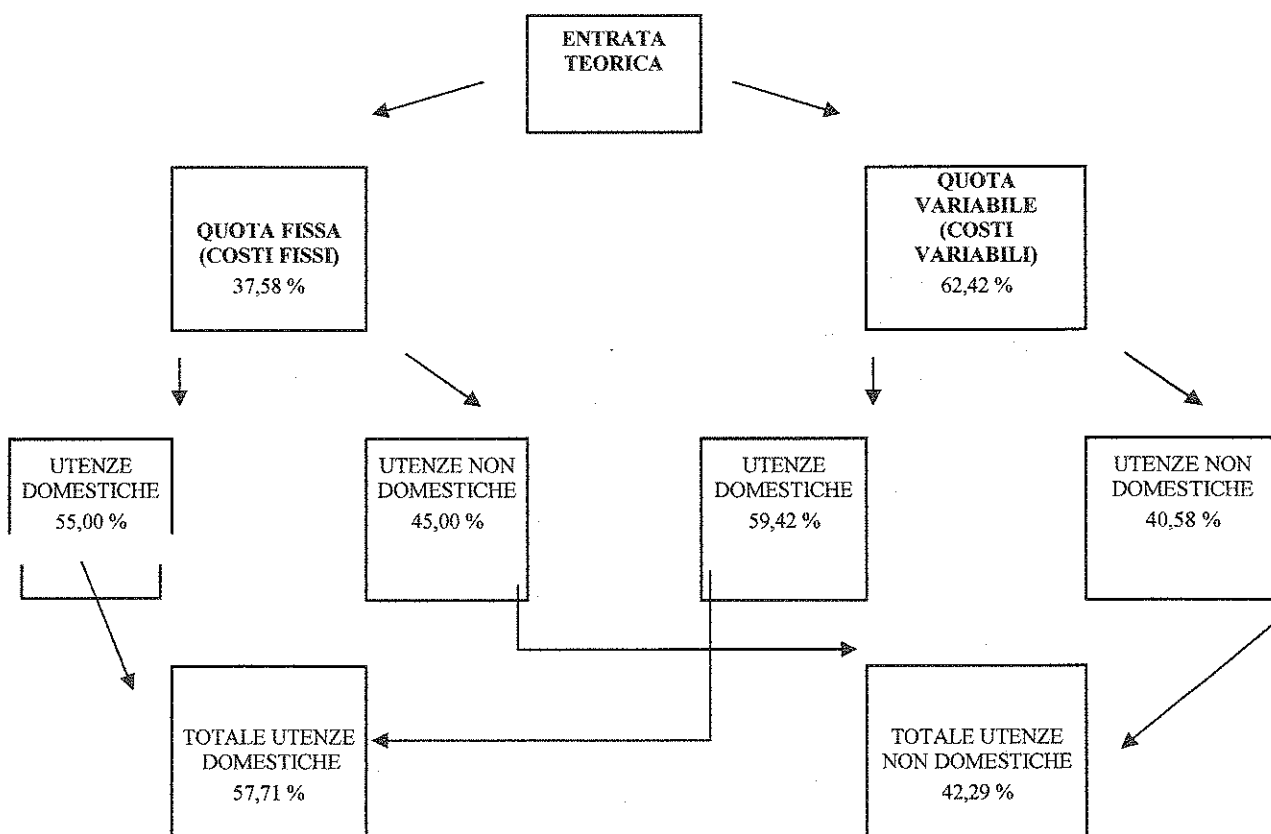 ENTRATA
TEORICA
QUOTA FISSA
(COSTI FISSI)
37,58 %
QUOTA
VARIABILE
(COSTI
VARIABILI)
62,42 %
UTENZE
DOMESTICHE
55,00 %
UTENZE NON
DOMESTICHE
45,00 %
UTENZE
DOMESTICHE
59,42 %
UTENZE NON
DOMESTICHE
40,58 %
TOTALE UTENZE
DOMESTICHE
57,71 %
TOTALE UTENZE
NON DOMESTICHE
42,29 %